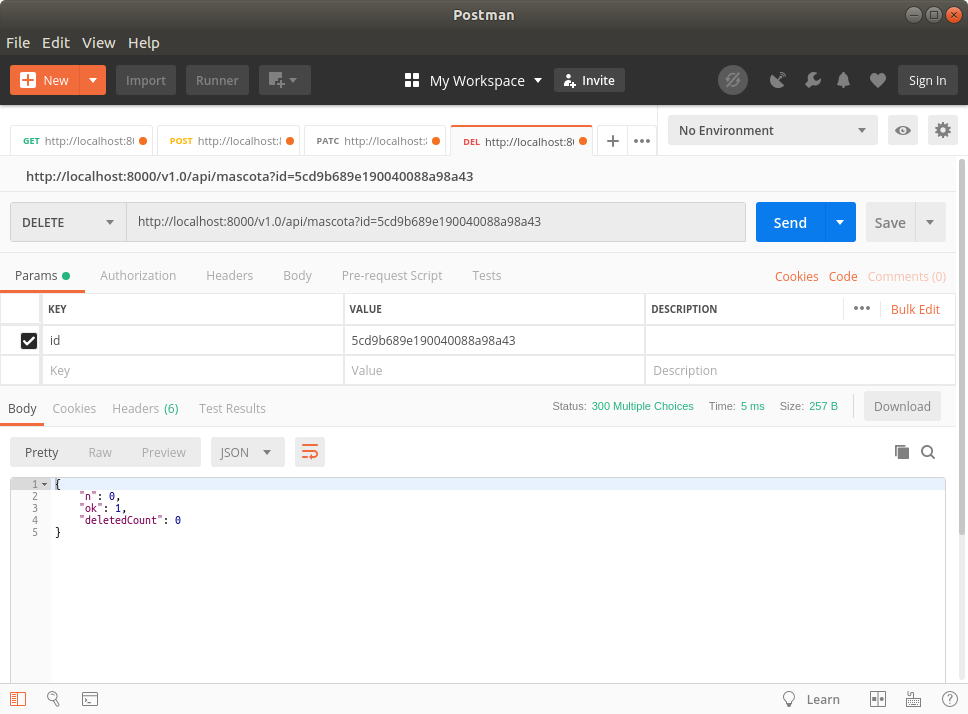 Postman
File Edit View Help
New Import Runner My Workspace Invite Sign In
GET http://localhost:8( POST http://localhost: PATC http://localhost: DEL http://localhost:8( No Environment
http://localhost:8000/v1.0/api/mascota?id=5cd9b689e190040088a98a43
DELETE http://localhost:8000/v1.0/api/mascota?id=5cd9b689e190040088a98a43 Send Save
Params Authorization Headers Body Pre-request Script Tests Cookies Code Comments (0)
KEY VALUE DESCRIPTION Bulk Edit
id 5cd9b689e190040088a98a43
Key Value Description
Body Cookies Headers (6) Test Results Status: 300 Multiple Choices Time: 5 ms Size: 257 B Download
Pretty Raw Preview JSON
1 {
2 "n": 0,
3 "ok": 1,
4 "deletedCount": 0
5 }
Learn